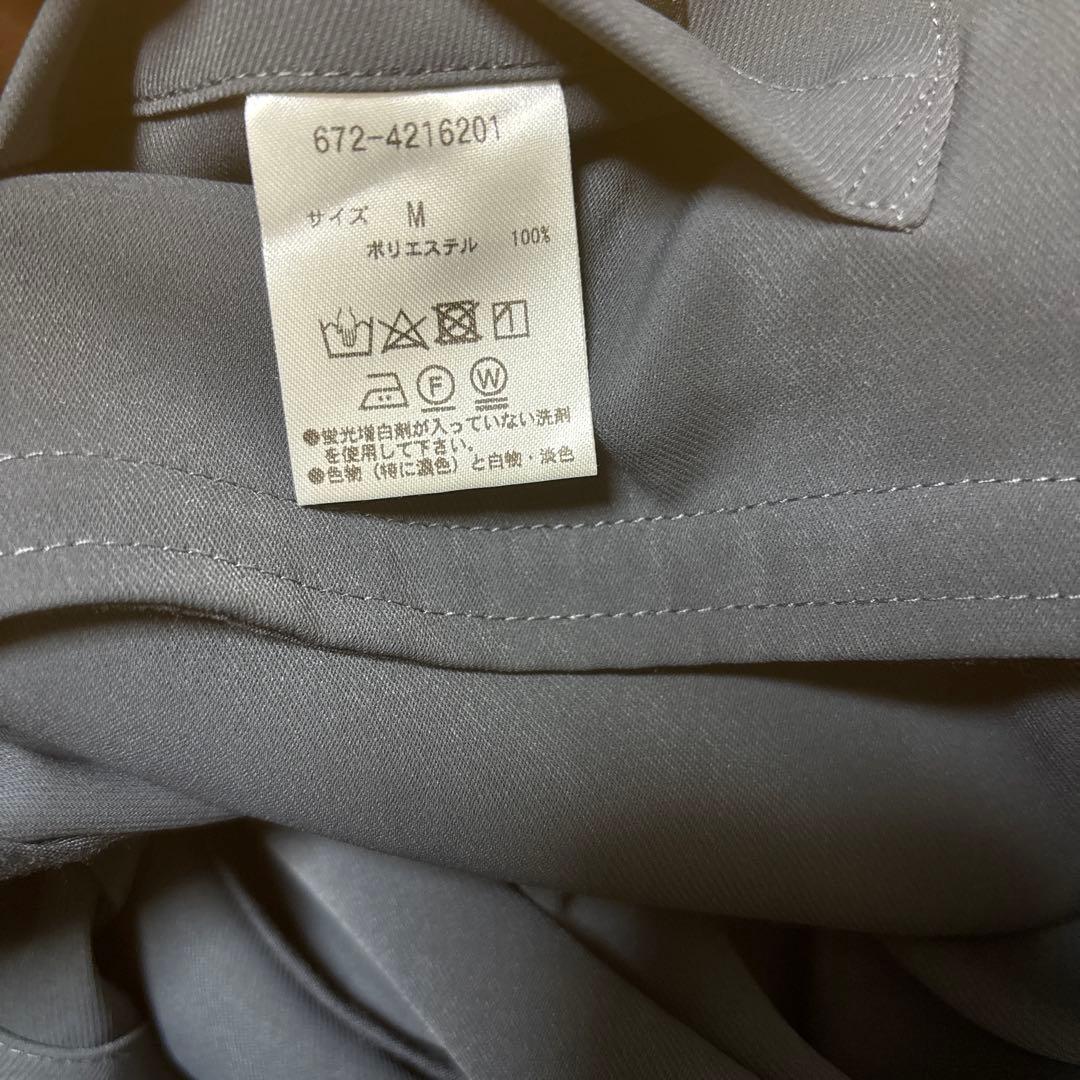 672-4216201
サイズ M
ポリエステル 100%
F W
●蛍光増白剤が入っていない洗剤
を使用して下さい。
●色物（特に濃色）と白物・淡色